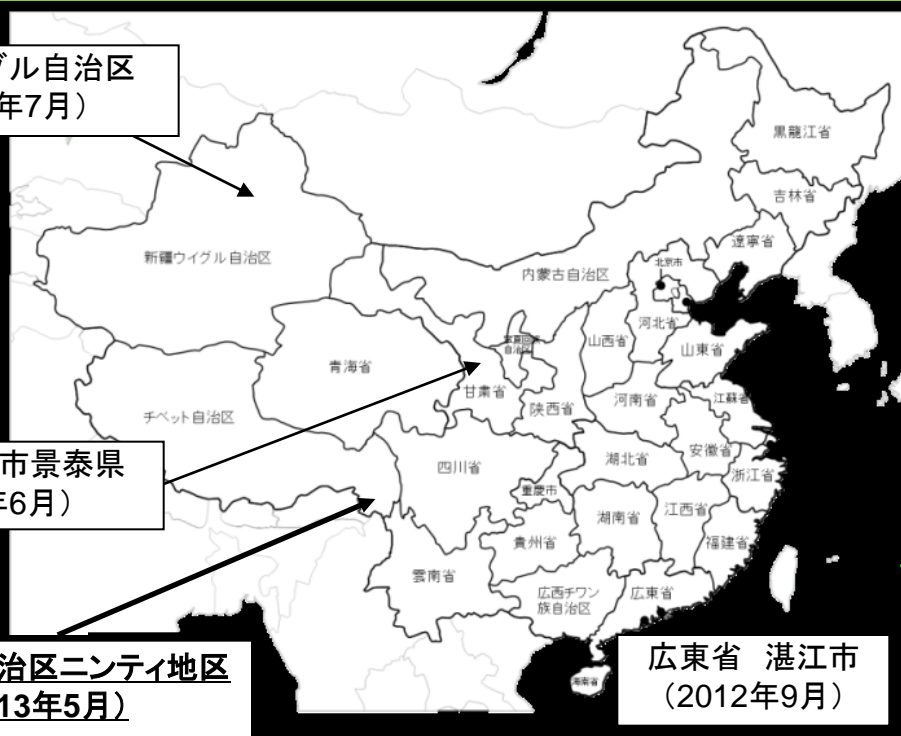 ブル自治区
年7月）
黒龍江省
吉林省
遼寧省
北京市
新疆ウイグル自治区
内蒙古自治区
河北省
山西省
山東省
自治区
青海省
甘粛省
陝西省
河南省
江蘇省
チベット自治区
安徽省
市景泰県
年6月）
四川省
湖北省
浙江省
重慶市
湖南省
江西省
貴州省
福建省
雲南省
広西チワン
族自治区
広東省
治区ニンティ地区
13年5月）
広東省 湛江市
（2012年9月）
海南省